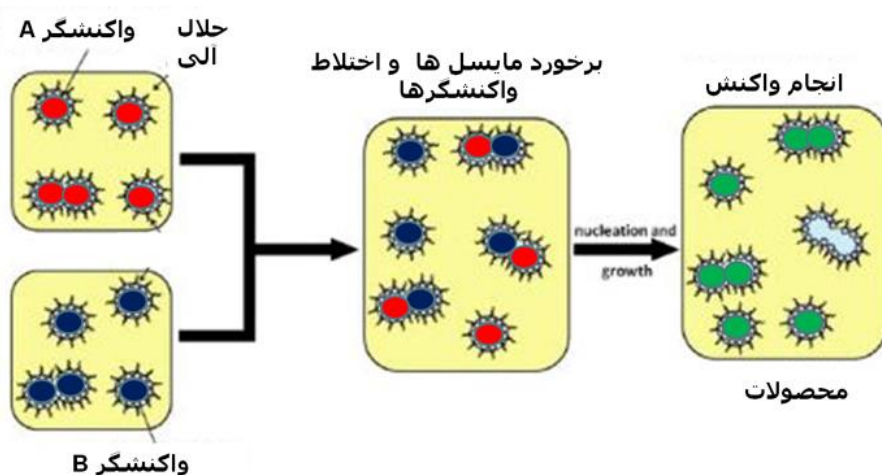 واکنشگر A
حلال
آلی
برخورد مایسل ها و اختلاط
واکنشگرها
انجام واکنش
nucleation and
growth
محصولات
واکنشگر B